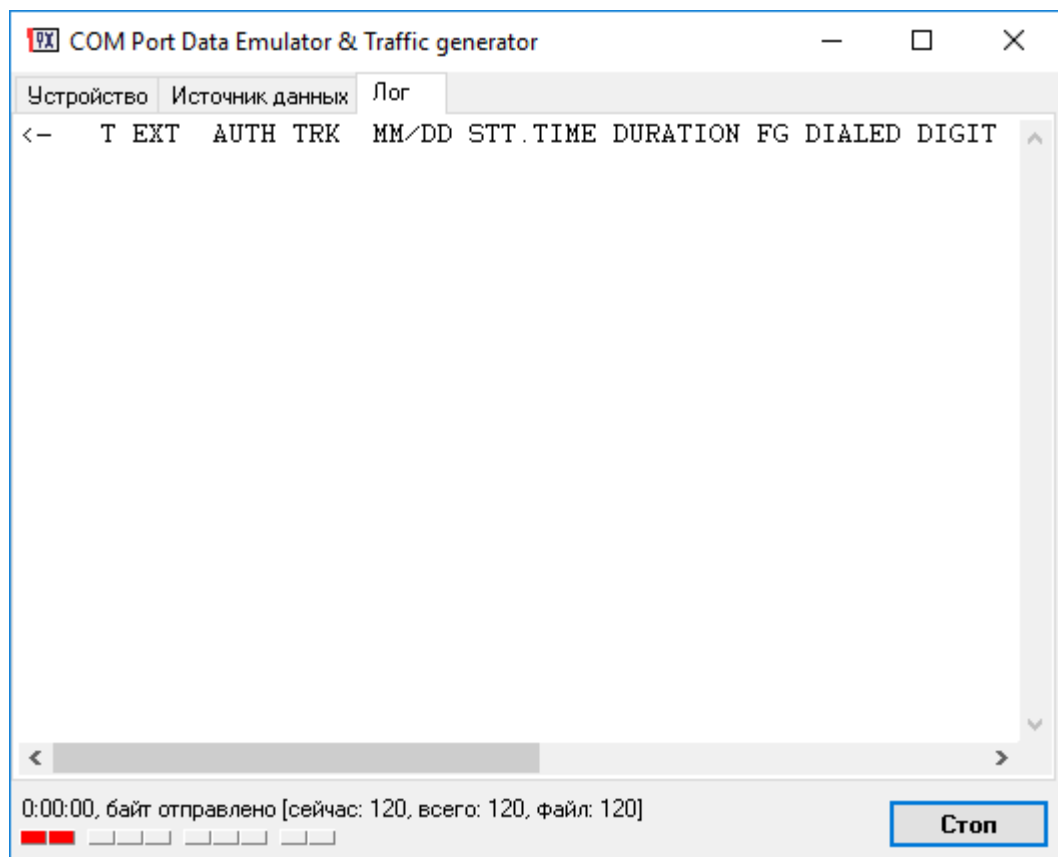 COM Port Data Emulator & Traffic generator
Устройство Источник данных Лог
<- T EXT AUTH TRK MM/DD STT.TIME DURATION FG DIALED DIGIT
0:00:00, байт отправлено [сейчас: 120, всего: 120, файл: 120]
Стоп